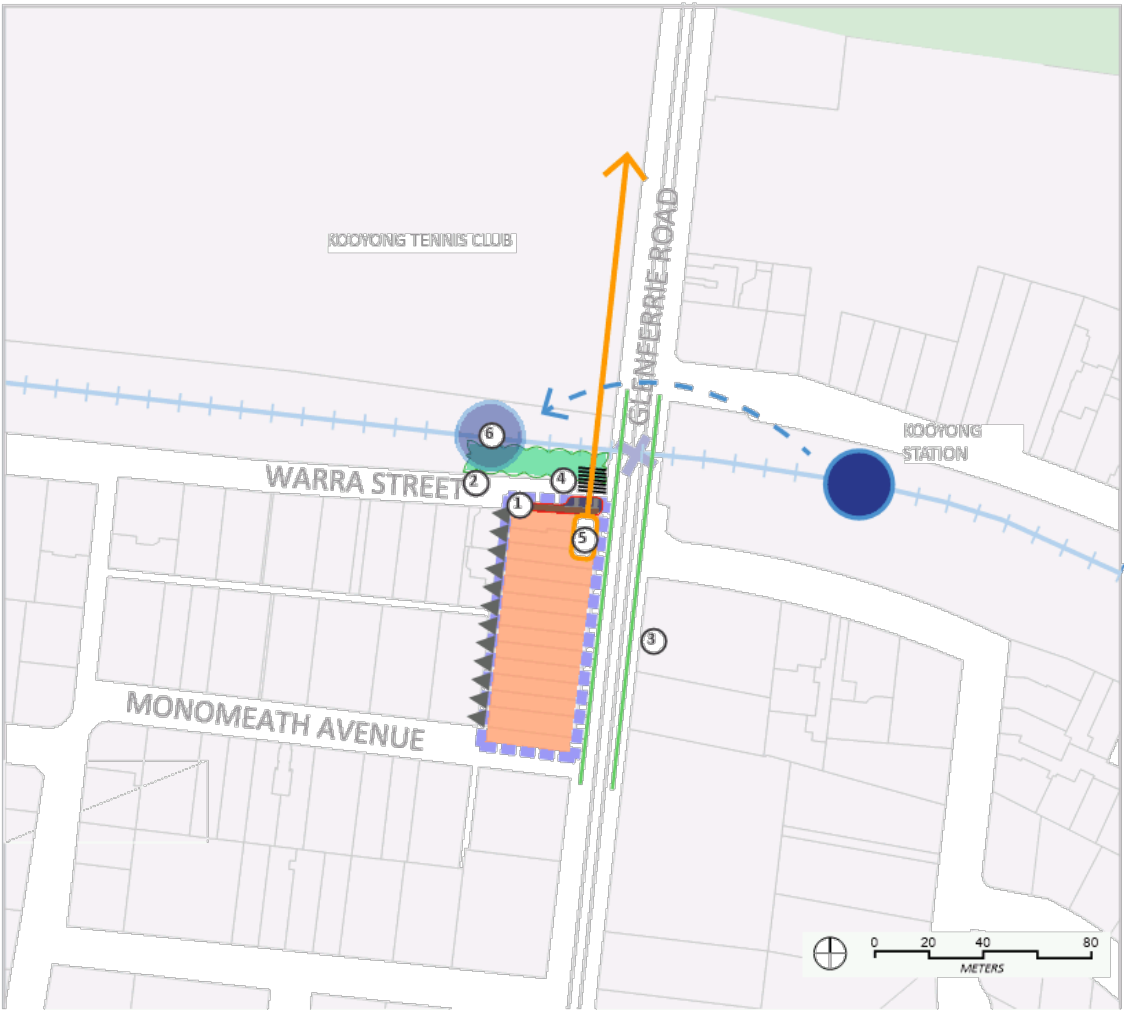 GLENFERRIE ROAD
KOOYONG TENNIS CLUB
KOOYONG
STATION
6
WARRA STREET
2
4
1
5
3
MONOMEATH AVENUE
0 20 40 80
METERS